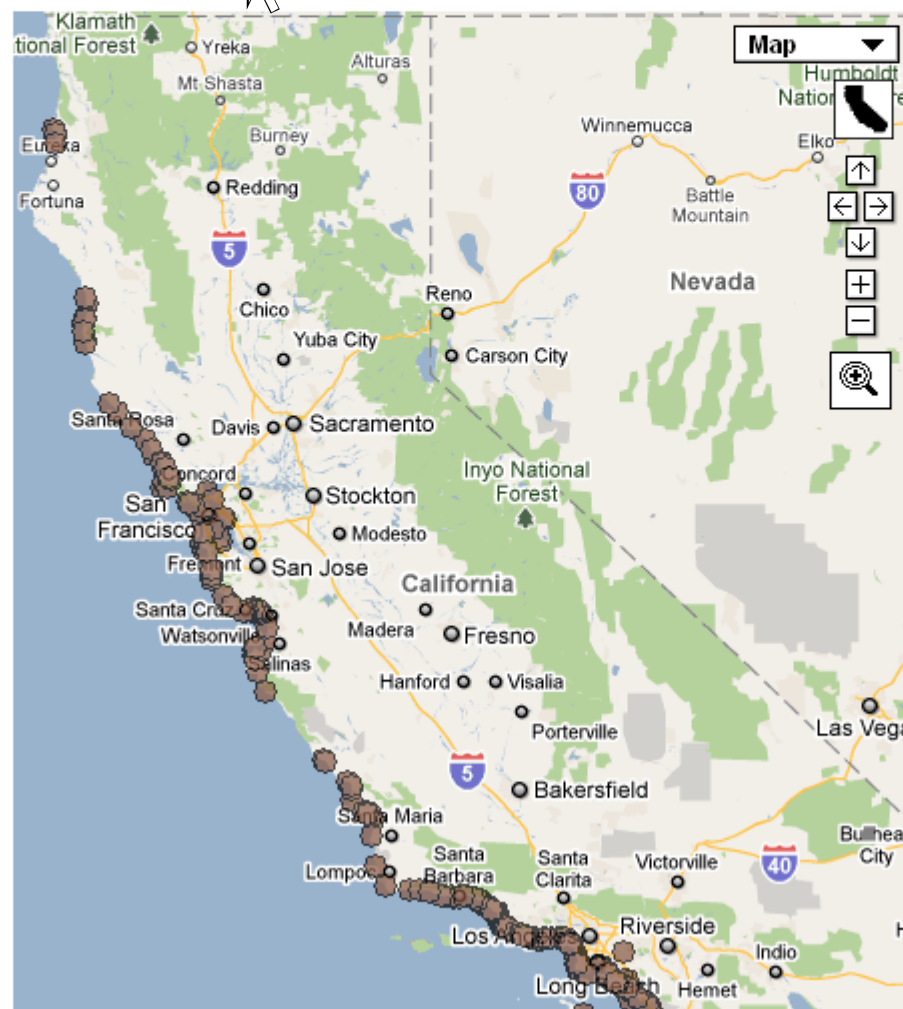 Klamath
tional Forest
Yreka
Alturas
Map
Mt Shasta
Humboldt
Nation
Burney
Winnemucca
Elko
Eureka
Redding
80
Battle
Mountain
Fortuna
5
Nevada
Chico
Reno
Yuba City
Carson City
Santa Rosa
Davis
Sacramento
Inyo National
Forest
Concord
Stockton
San
Francisco
Modesto
Fremont
San Jose
California
Santa Cruz
Madera
Watsonville
Fresno
Salinas
Hanford
Visalia
Porterville
Las Vega
5
Bakersfield
Santa Maria
City
Santa
Barbara
Santa
Clarita
Victorville
40
Lompoc
Riverside
Los Angeles
Indio
Long Beach
Hemet